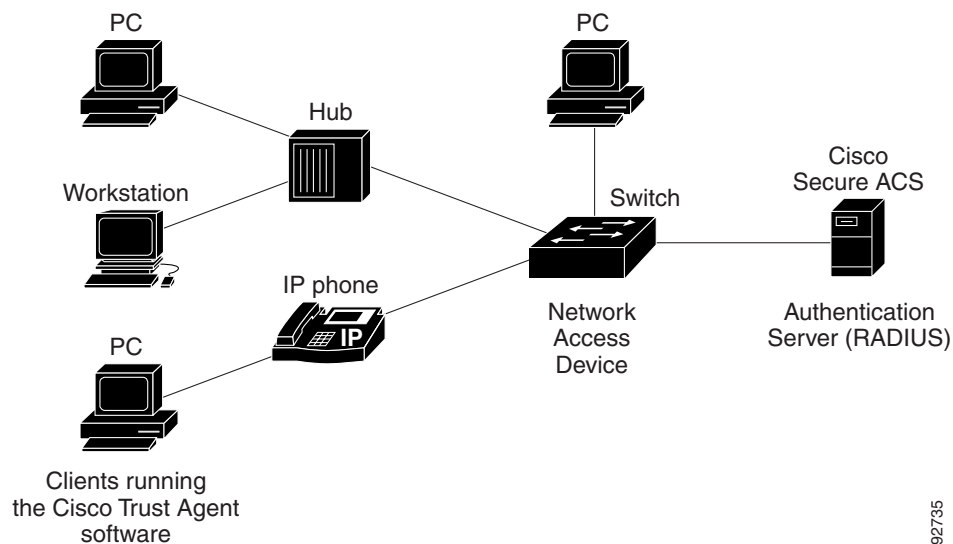 PC
PC
Hub
Cisco
Secure ACS
Workstation
Switch
IP phone
IP
Network
Access
Device
Authentication
Server (RADIUS)
PC
Clients running
the Cisco Trust Agent
software
92735